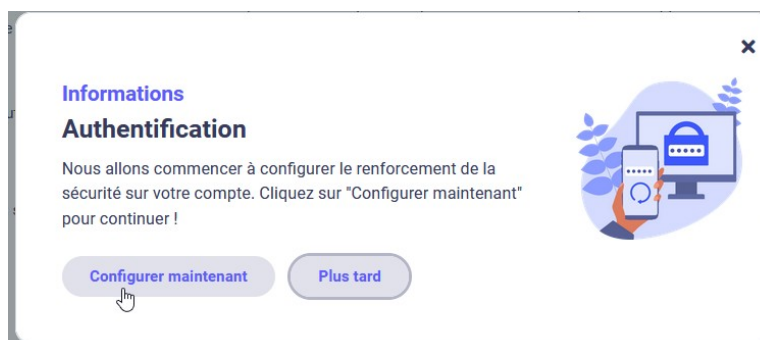 Informations
Authentification
Nous allons commencer à configurer le renforcement de la
sécurité sur votre compte. Cliquez sur "Configurer maintenant"
pour continuer !
Configurer maintenant
Plus tard